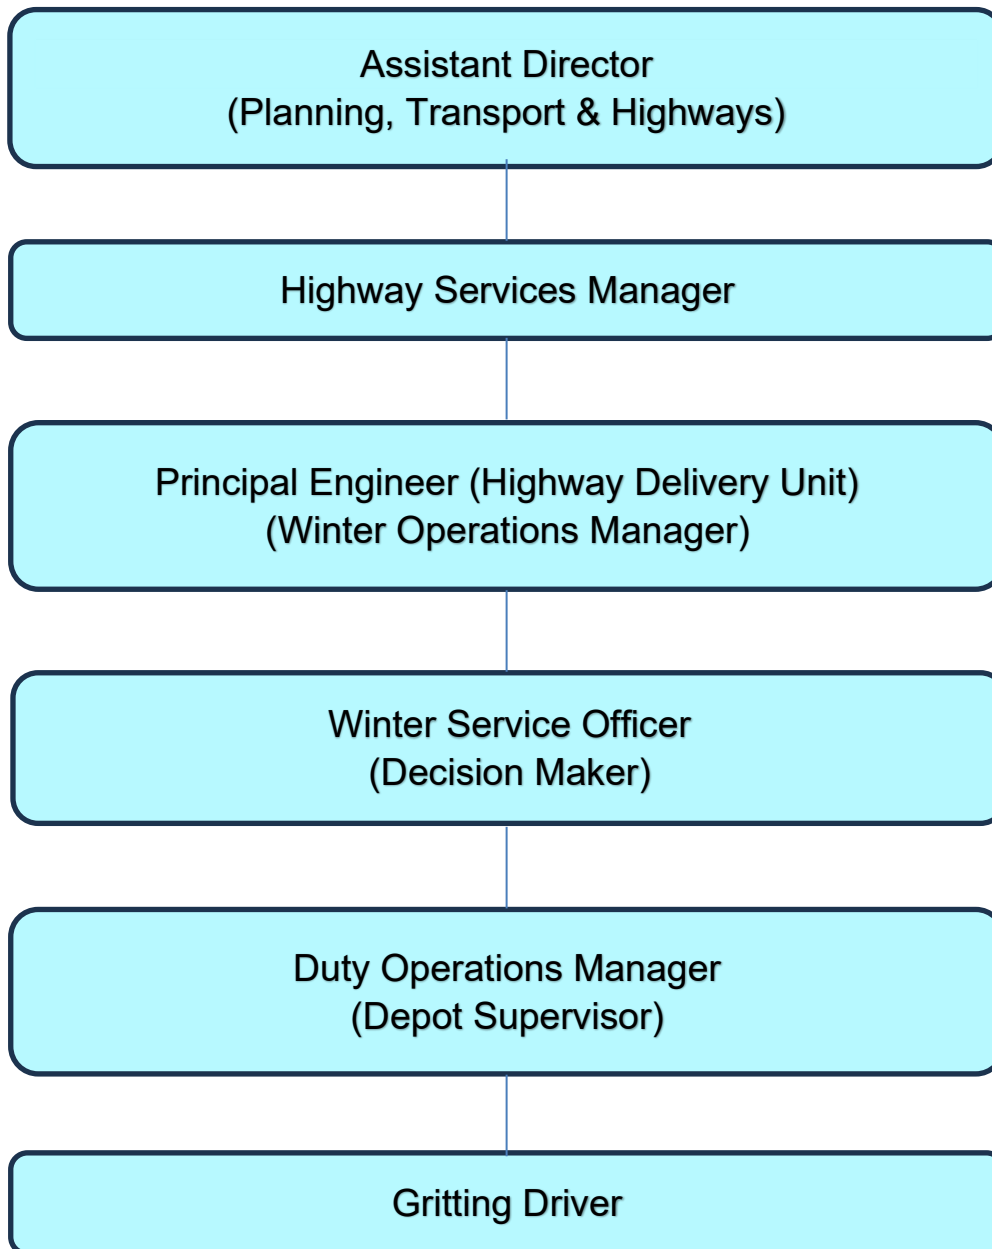 Assistant Director
(Planning, Transport & Highways)
Highway Services Manager
Principal Engineer (Highway Delivery Unit)
(Winter Operations Manager)
Winter Service Officer
(Decision Maker)
Duty Operations Manager
(Depot Supervisor)
Gritting Driver